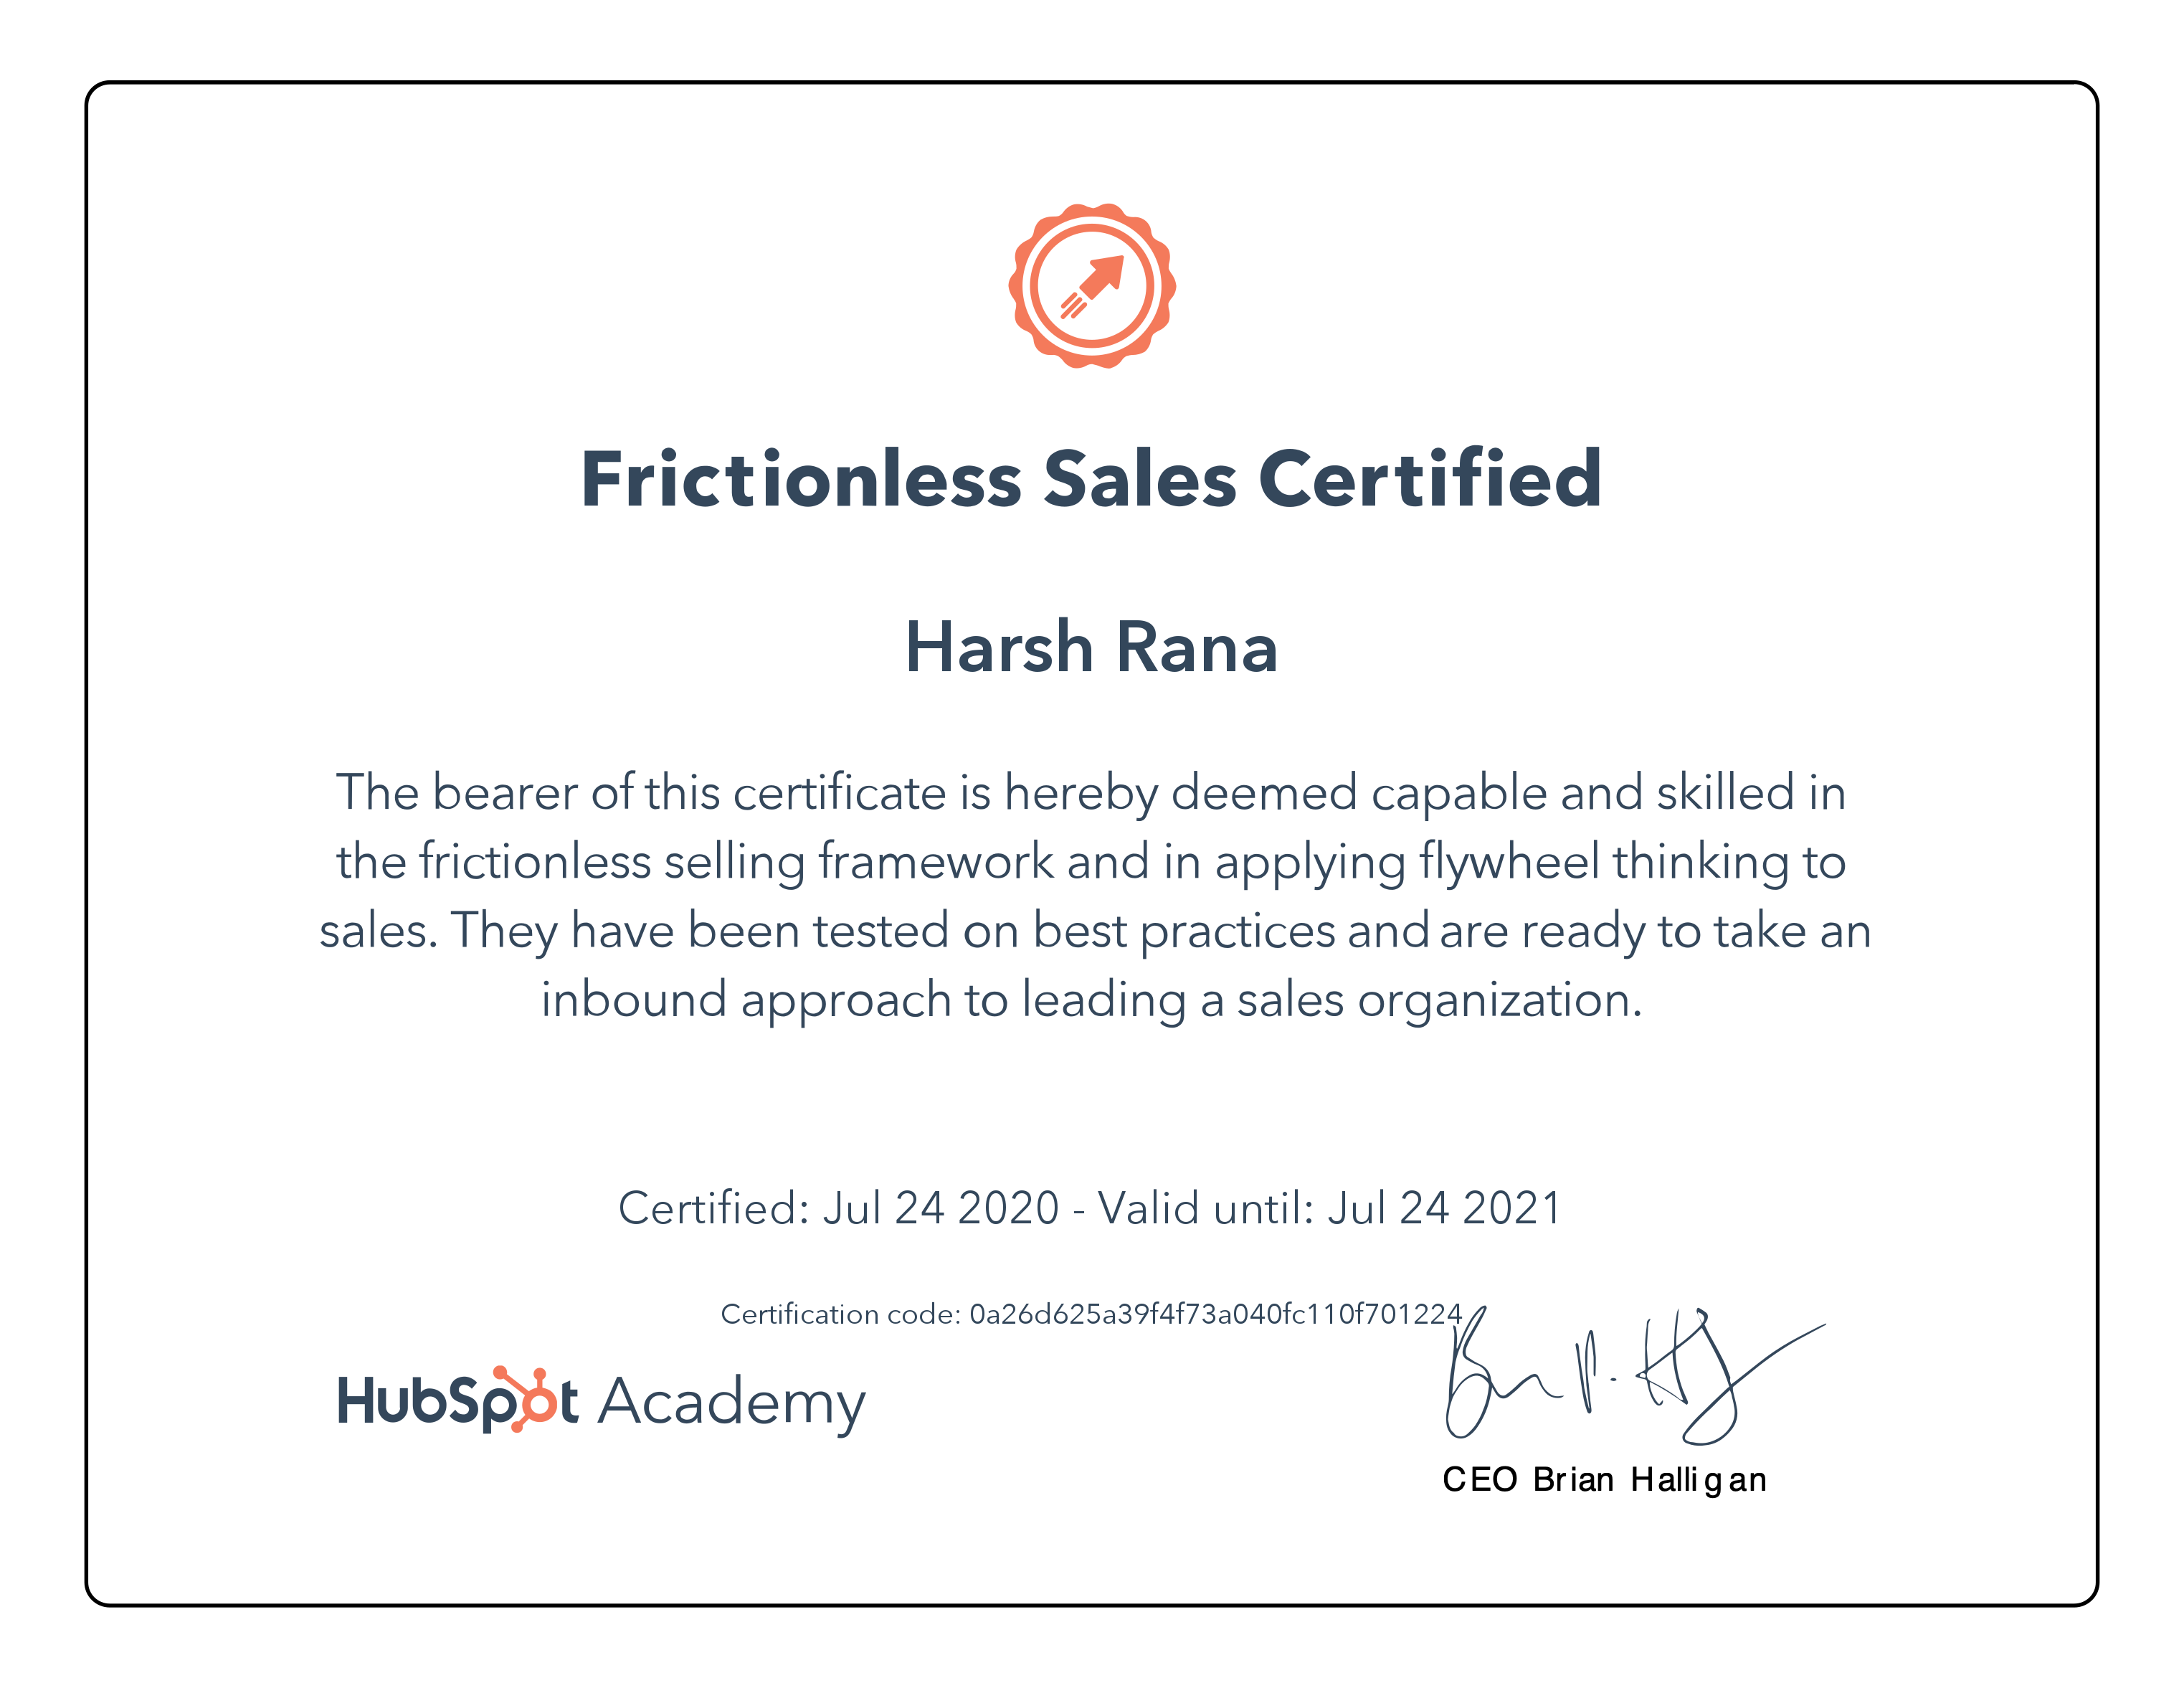 Frictionless Sales Certified
Harsh Rana
The bearer of this certificate is hereby deemed capable and skilled in
the frictionless selling framework and in applying flywheel thinking to
sales. They have been tested on best practices and are ready to take an
inbound approach to leading a sales organization.
Certified: Jul 24 2020 - Valid until: Jul 24 2021
Certification code: 0a26d625a39f4f73a040fc110f701224
HubSpot Academy
CEO Brian Halligan